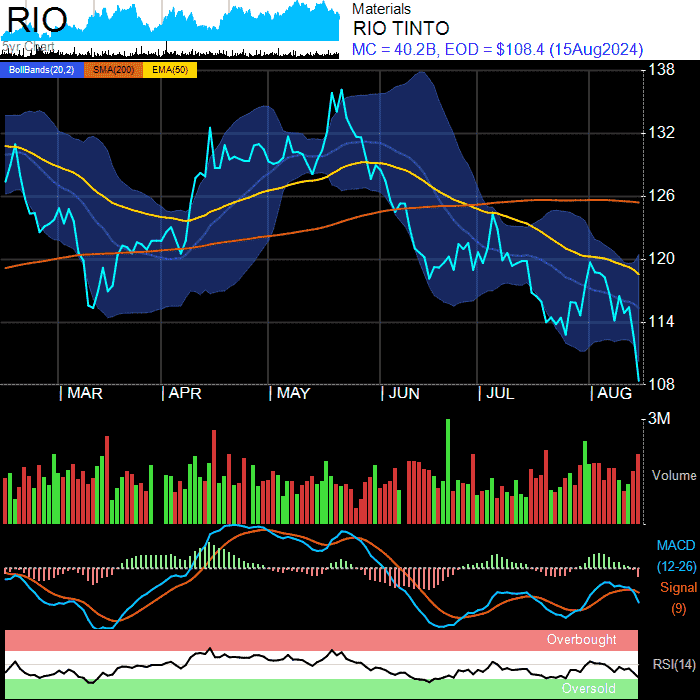 RIO
5yr Chart
Materials
RIO TINTO
MC = 40.2B, EOD = $108.4 (15Aug2024)
BollBands(20,2) SMA(200) EMA(50)
138
132
126
120
114
108
MAR APR MAY JUN JUL AUG
3M
Volume
MACD
(12-26)
Signal
(9)
Overbought
RSI(14)
Oversold